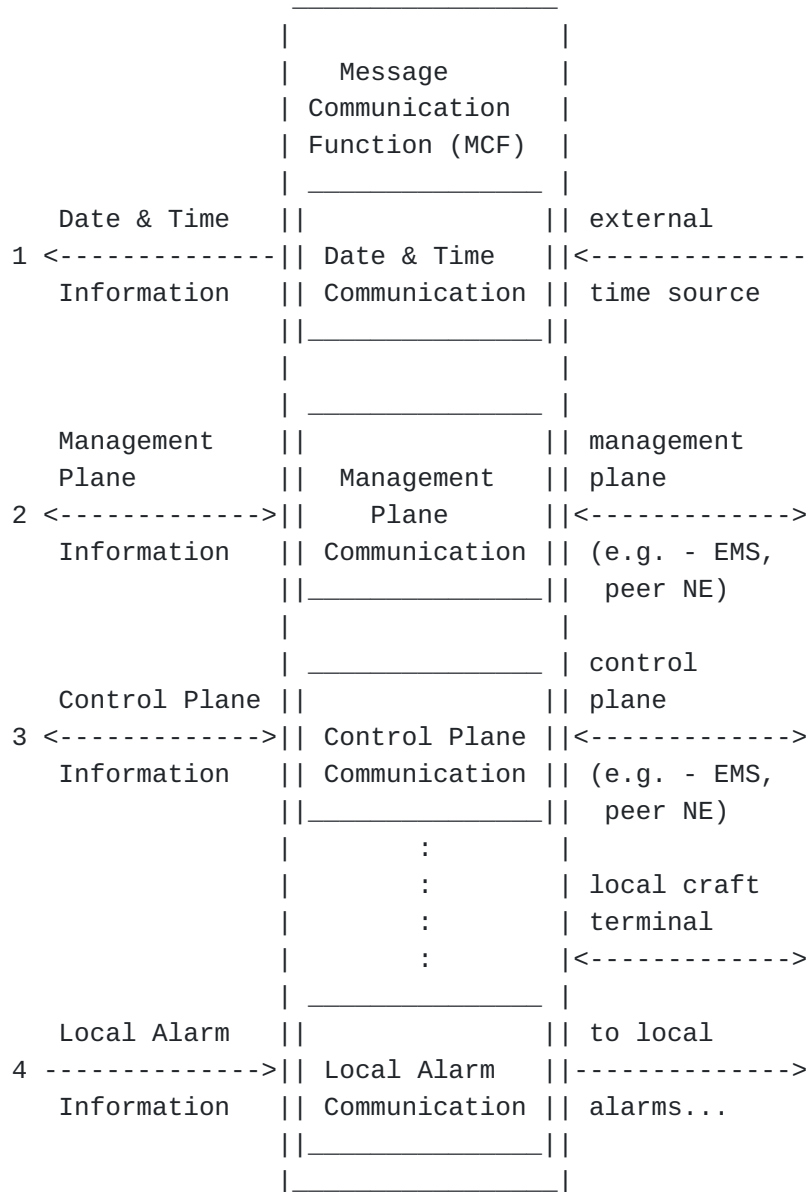 Message
Communication
Function (MCF)
Date & Time external
1 <--------------|| Date & Time ||<--------------
Information || Communication || time source
Management management
Plane || Management || plane
2 <------------->|| Plane ||<------------->
Information || Communication || (e.g. - EMS,
peer NE)
control
Control Plane || || plane
3 <------------->|| Control Plane ||<------------->
Information || Communication || (e.g. - EMS,
peer NE)
:
: local craft
: terminal
: |<------------->
Local Alarm || || to local
4 -------------->|| Local Alarm ||-------------->
Information || Communication || alarms...